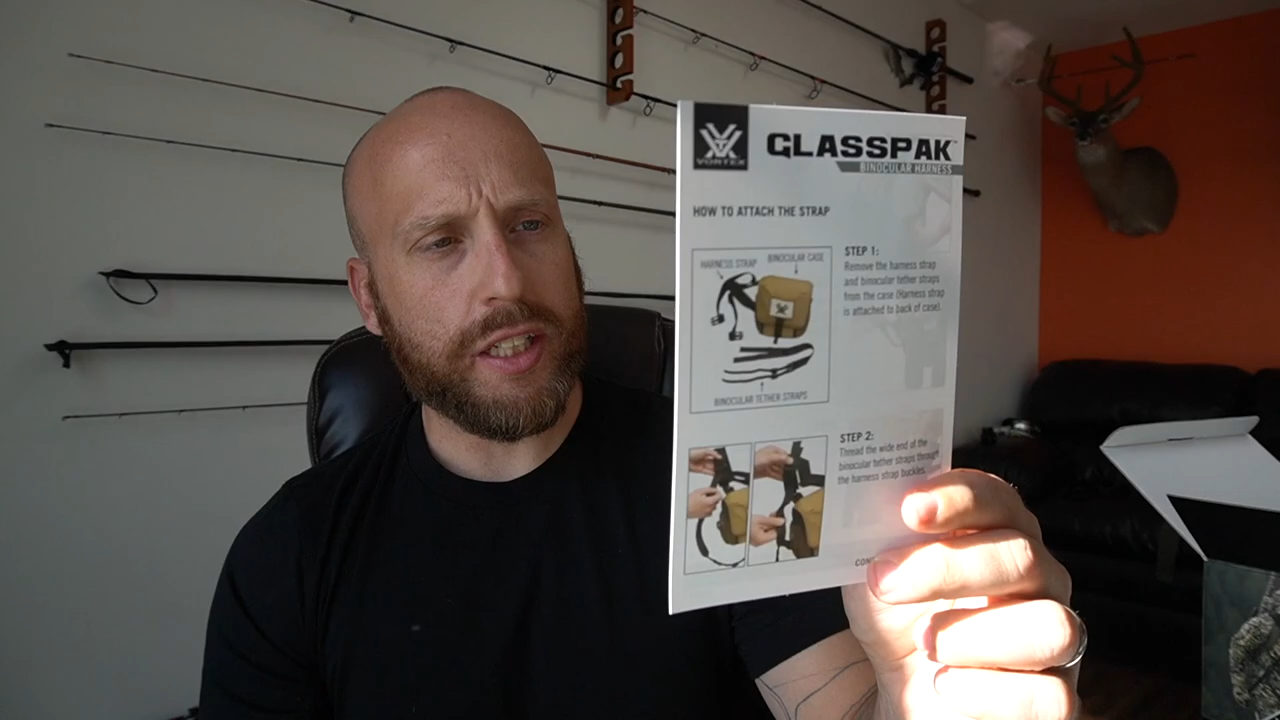 VORTEX
GLASSPAK™
BINOCULAR HARNESS
HOW TO ATTACH THE STRAP
HARNESS STRAP
BINOCULAR CASE
BINOCULAR TETHER STRAPS
STEP 1:
Remove the harness strap
and binocular tether straps
from the case (Harness strap
is attached to back of case).
STEP 2:
Thread the wide end of the
binocular tether straps through
the harness strap buckles.